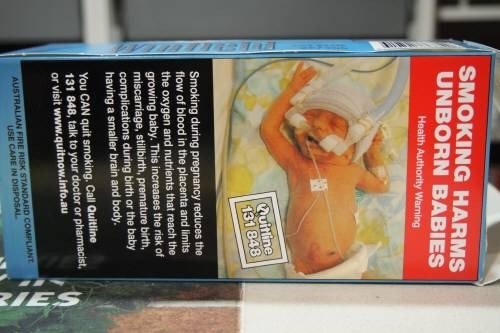 SMOKING HARMS
UNBORN BABIES
Health Authority Warning
Quitline
131 848
Smoking during pregnancy reduces the
flow of blood in the placenta and limits
the oxygen and nutrients that reach the
growing baby. This increases the risk of
miscarriage, stillbirth, premature birth,
complications during birth or the baby
having a smaller brain and body.
You CAN quit smoking. Call Quitline
131 848, talk to your doctor or pharmacist,
or visit www.quitnow.info.au
AUSTRALIAN FIRE RISK STANDARD COMPLIANT.
USE CARE IN DISPOSAL.